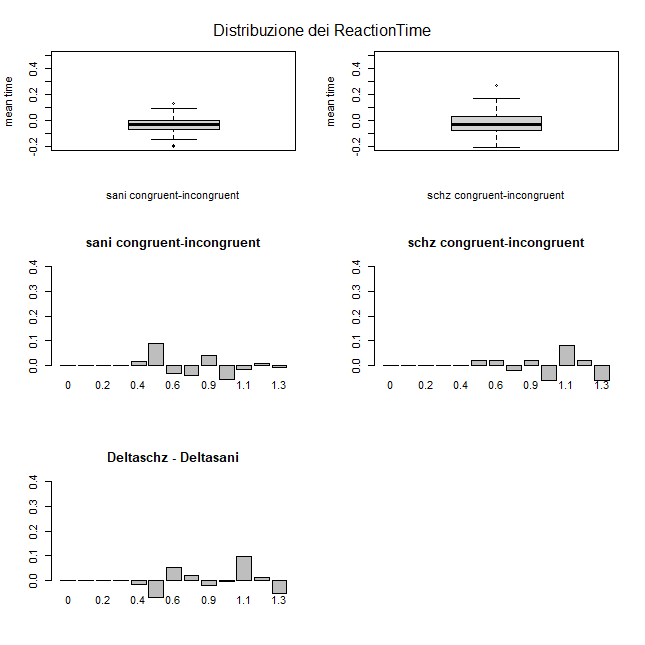 Distribuzione dei ReactionTime
mean time
-0.2 0.0 0.2 0.4
sani congruent-incongruent
mean time
-0.2 0.0 0.2 0.4
schz congruent-incongruent
sani congruent-incongruent
0.0 0.1 0.2 0.3 0.4
0 0.2 0.4 0.6 0.9 1.1 1.3
schz congruent-incongruent
0.0 0.1 0.2 0.3 0.4
0 0.2 0.4 0.6 0.9 1.1 1.3
Deltaschz - Deltasani
0.0 0.1 0.2 0.3 0.4
0 0.2 0.4 0.6 0.9 1.1 1.3